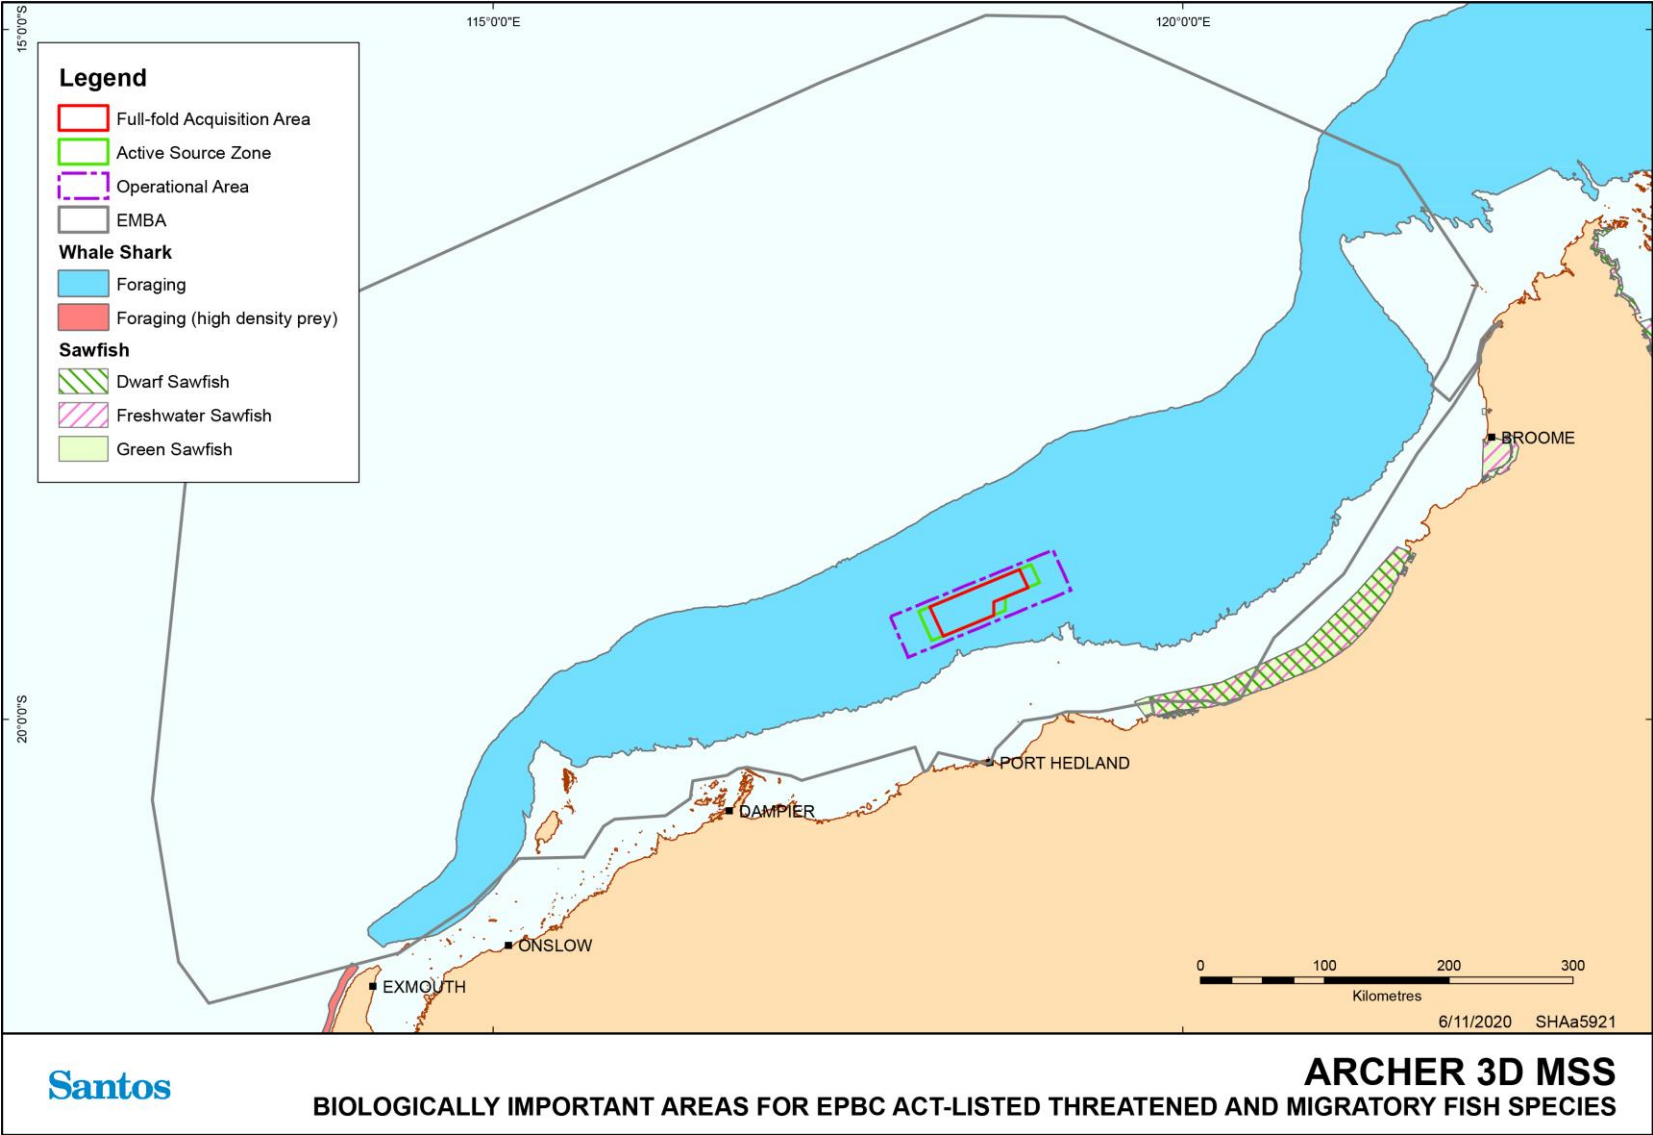 115°0'0"E
120°0'0"E
15°0'0"S
20°0'0"S
Legend
Full-fold Acquisition Area
Active Source Zone
Operational Area
EMBA
Whale Shark
Foraging
Foraging (high density prey)
Sawfish
Dwarf Sawfish
Freshwater Sawfish
Green Sawfish
BROOME
PORT HEDLAND
DAMPIER
ONSLOW
EXMOUTH
0 100 200 300
Kilometres
6/11/2020 SHAa5921
Santos
ARCHER 3D MSS
BIOLOGICALLY IMPORTANT AREAS FOR EPBC ACT-LISTED THREATENED AND MIGRATORY FISH SPECIES